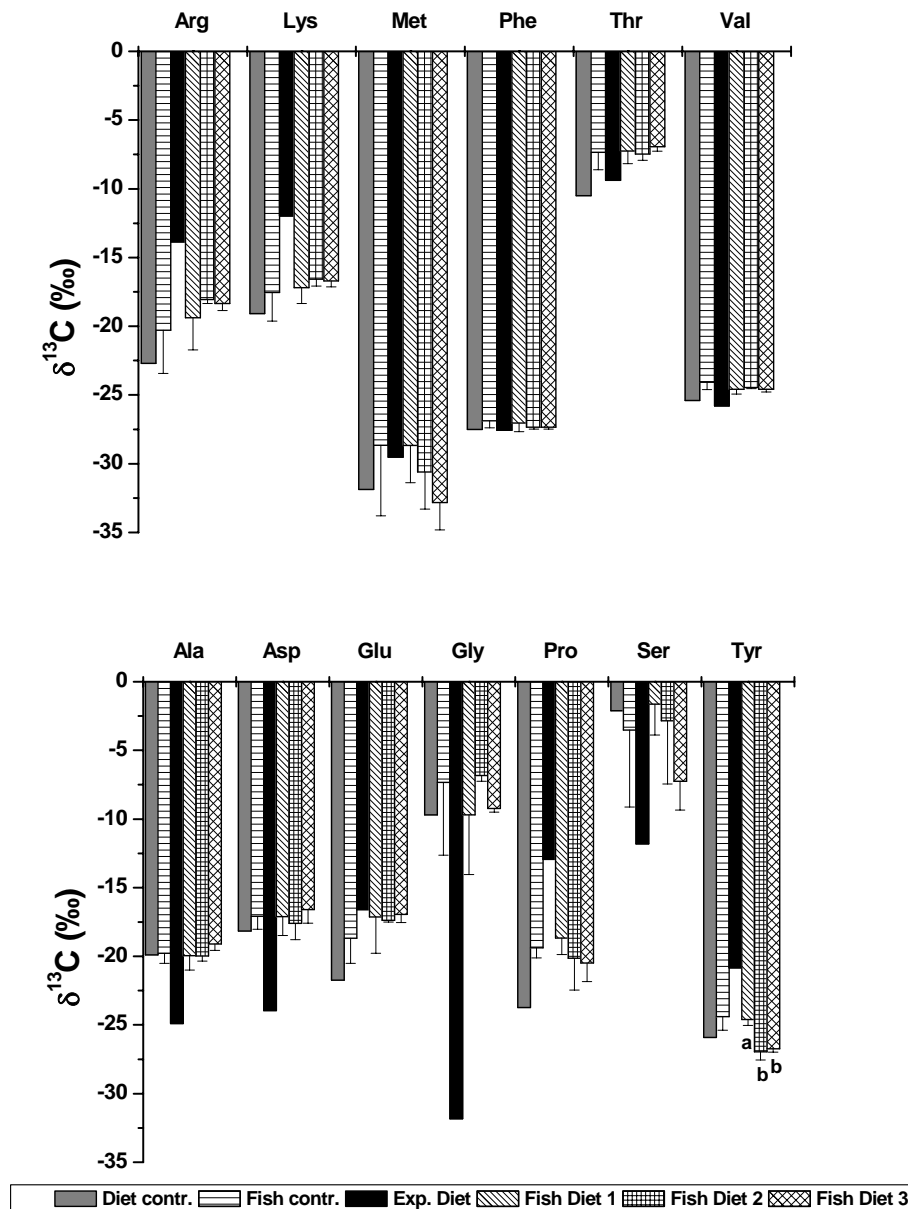 Arg Lys Met Phe Thr Val
0
-5
-10
-15
-20
-25
-30
-35
δ¹³C (‰)
Ala Asp Glu Gly Pro Ser Tyr
0
-5
-10
-15
-20
-25
-30
-35
δ¹³C (‰)
a
b b
Diet contr. Fish contr. Exp. Diet Fish Diet 1 Fish Diet 2 Fish Diet 3